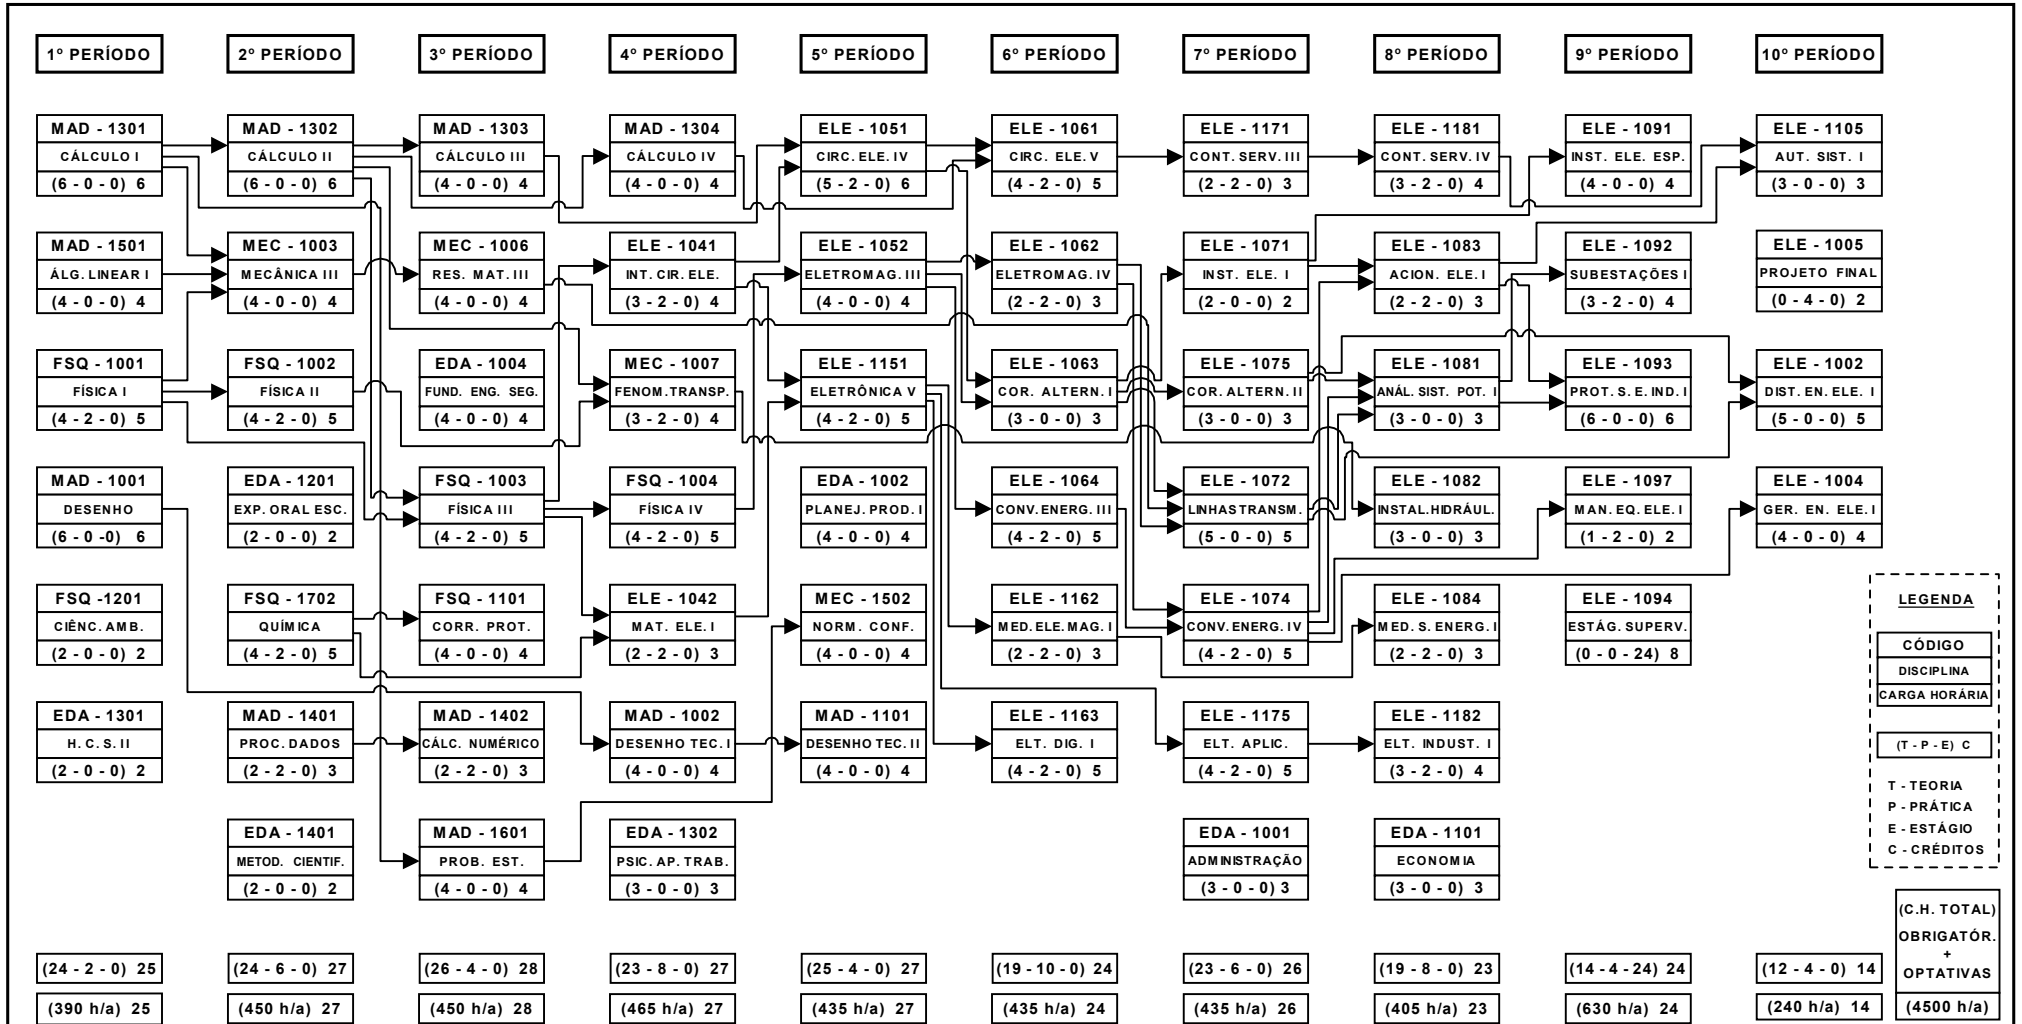 1º PERÍODO
2º PERÍODO
3º PERÍODO
4º PERÍODO
5º PERÍODO
6º PERÍODO
7º PERÍODO
8º PERÍODO
9º PERÍODO
10º PERÍODO
MAD - 1301
CÁLCULO I
(6 - 0 - 0) 6
MAD - 1302
CÁLCULO II
(6 - 0 - 0) 6
MAD - 1303
CÁLCULO III
(4 - 0 - 0) 4
MAD - 1304
CÁLCULO IV
(4 - 0 - 0) 4
ELE - 1051
CIRC. ELE. IV
(5 - 2 - 0) 6
ELE - 1061
CIRC. ELE. V
(4 - 2 - 0) 5
ELE - 1171
CONT. SERV. III
(2 - 2 - 0) 3
ELE - 1181
CONT. SERV. IV
(3 - 2 - 0) 4
ELE - 1091
INST. ELE. ESP.
(4 - 0 - 0) 4
ELE - 1105
AUT. SIST. I
(3 - 0 - 0) 3
MAD - 1501
ÁLG. LINEAR I
(4 - 0 - 0) 4
MEC - 1003
MECÂNICA III
(4 - 0 - 0) 4
MEC - 1006
RES. MAT. III
(4 - 0 - 0) 4
ELE - 1041
INT. CIR. ELE.
(3 - 2 - 0) 4
ELE - 1052
ELETROMAG. III
(4 - 0 - 0) 4
ELE - 1062
ELETROMAG. IV
(2 - 2 - 0) 3
ELE - 1071
INST. ELE. I
(2 - 0 - 0) 2
ELE - 1083
ACION. ELE. I
(2 - 2 - 0) 3
ELE - 1092
SUBESTAÇÕES I
(3 - 2 - 0) 4
ELE - 1005
PROJETO FINAL
(0 - 4 - 0) 2
FSQ - 1001
FÍSICA I
(4 - 2 - 0) 5
FSQ - 1002
FÍSICA II
(4 - 2 - 0) 5
EDA - 1004
FUND. ENG. SEG.
(4 - 0 - 0) 4
MEC - 1007
FENOM. TRANSP.
(3 - 2 - 0) 4
ELE - 1151
ELETRÔNICA V
(4 - 2 - 0) 5
ELE - 1063
COR. ALTERN. I
(3 - 0 - 0) 3
ELE - 1075
COR. ALTERN. II
(3 - 0 - 0) 3
ELE - 1081
ANÁL. SIST. POT. I
(3 - 0 - 0) 3
ELE - 1093
PROT. S. E. IND. I
(6 - 0 - 0) 6
ELE - 1002
DIST. EN. ELE. I
(5 - 0 - 0) 5
MAD - 1001
DESENHO
(6 - 0 -0) 6
EDA - 1201
EXP. ORAL ESC.
(2 - 0 - 0) 2
FSQ - 1003
FÍSICA III
(4 - 2 - 0) 5
FSQ - 1004
FÍSICA IV
(4 - 2 - 0) 5
EDA - 1002
PLANEJ. PROD. I
(4 - 0 - 0) 4
ELE - 1064
CONV. ENERG. III
(4 - 2 - 0) 5
ELE - 1072
LINHAS TRANSM.
(5 - 0 - 0) 5
ELE - 1082
INSTAL. HIDRÁUL.
(3 - 0 - 0) 3
ELE - 1097
MAN. EQ. ELE. I
(1 - 2 - 0) 2
ELE - 1004
GER. EN. ELE. I
(4 - 0 - 0) 4
FSQ -1201
CIÊNC. AMB.
(2 - 0 - 0) 2
FSQ - 1702
QUÍMICA
(4 - 2 - 0) 5
FSQ - 1101
CORR. PROT.
(4 - 0 - 0) 4
ELE - 1042
MAT. ELE. I
(2 - 2 - 0) 3
MEC - 1502
NORM. CONF.
(4 - 0 - 0) 4
ELE - 1162
MED. ELE. MAG. I
(2 - 2 - 0) 3
ELE - 1074
CONV. ENERG. IV
(4 - 2 - 0) 5
ELE - 1084
MED. S. ENERG. I
(2 - 2 - 0) 3
ELE - 1094
ESTÁG. SUPERV.
(0 - 0 - 24) 8
EDA - 1301
H. C. S. II
(2 - 0 - 0) 2
MAD - 1401
PROC. DADOS
(2 - 2 - 0) 3
MAD - 1402
CÁLC. NUMÉRICO
(2 - 2 - 0) 3
MAD - 1002
DESENHO TEC. I
(4 - 0 - 0) 4
MAD - 1101
DESENHO TEC. II
(4 - 0 - 0) 4
ELE - 1163
ELT. DIG. I
(4 - 2 - 0) 5
ELE - 1175
ELT. APLIC.
(4 - 2 - 0) 5
ELE - 1182
ELT. INDUST. I
(3 - 2 - 0) 4
EDA - 1401
METOD. CIENTIF.
(2 - 0 - 0) 2
MAD - 1601
PROB. EST.
(4 - 0 - 0) 4
EDA - 1302
PSIC. AP. TRAB.
(3 - 0 - 0) 3
EDA - 1001
ADMINISTRAÇÃO
(3 - 0 - 0) 3
EDA - 1101
ECONOMIA
(3 - 0 - 0) 3
LEGENDA
CÓDIGO
DISCIPLINA
CARGA HORÁRIA
(T - P - E) C
T - TEORIA
P - PRÁTICA
E - ESTÁGIO
C - CRÉDITOS
(24 - 2 - 0) 25
(24 - 6 - 0) 27
(26 - 4 - 0) 28
(23 - 8 - 0) 27
(25 - 4 - 0) 27
(19 - 10 - 0) 24
(23 - 6 - 0) 26
(19 - 8 - 0) 23
(14 - 4 - 24) 24
(12 - 4 - 0) 14
(390 h/a) 25
(450 h/a) 27
(450 h/a) 28
(465 h/a) 27
(435 h/a) 27
(435 h/a) 24
(435 h/a) 26
(405 h/a) 23
(630 h/a) 24
(240 h/a) 14
(C.H. TOTAL)
OBRIGATÓR.
+
OPTATIVAS
(4500 h/a)